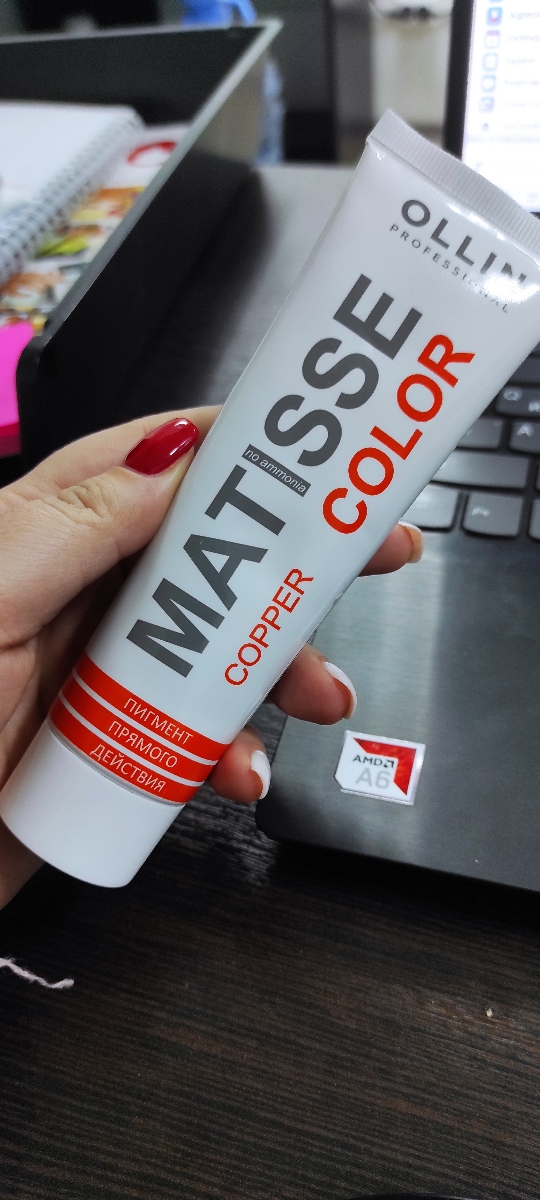 OLLIN
PROFESSIONAL
MATISSE
no ammonia
COLOR
COPPER
ПИГМЕНТ
ПРЯМОГО
ДЕЙСТВИЯ
AMD
A6